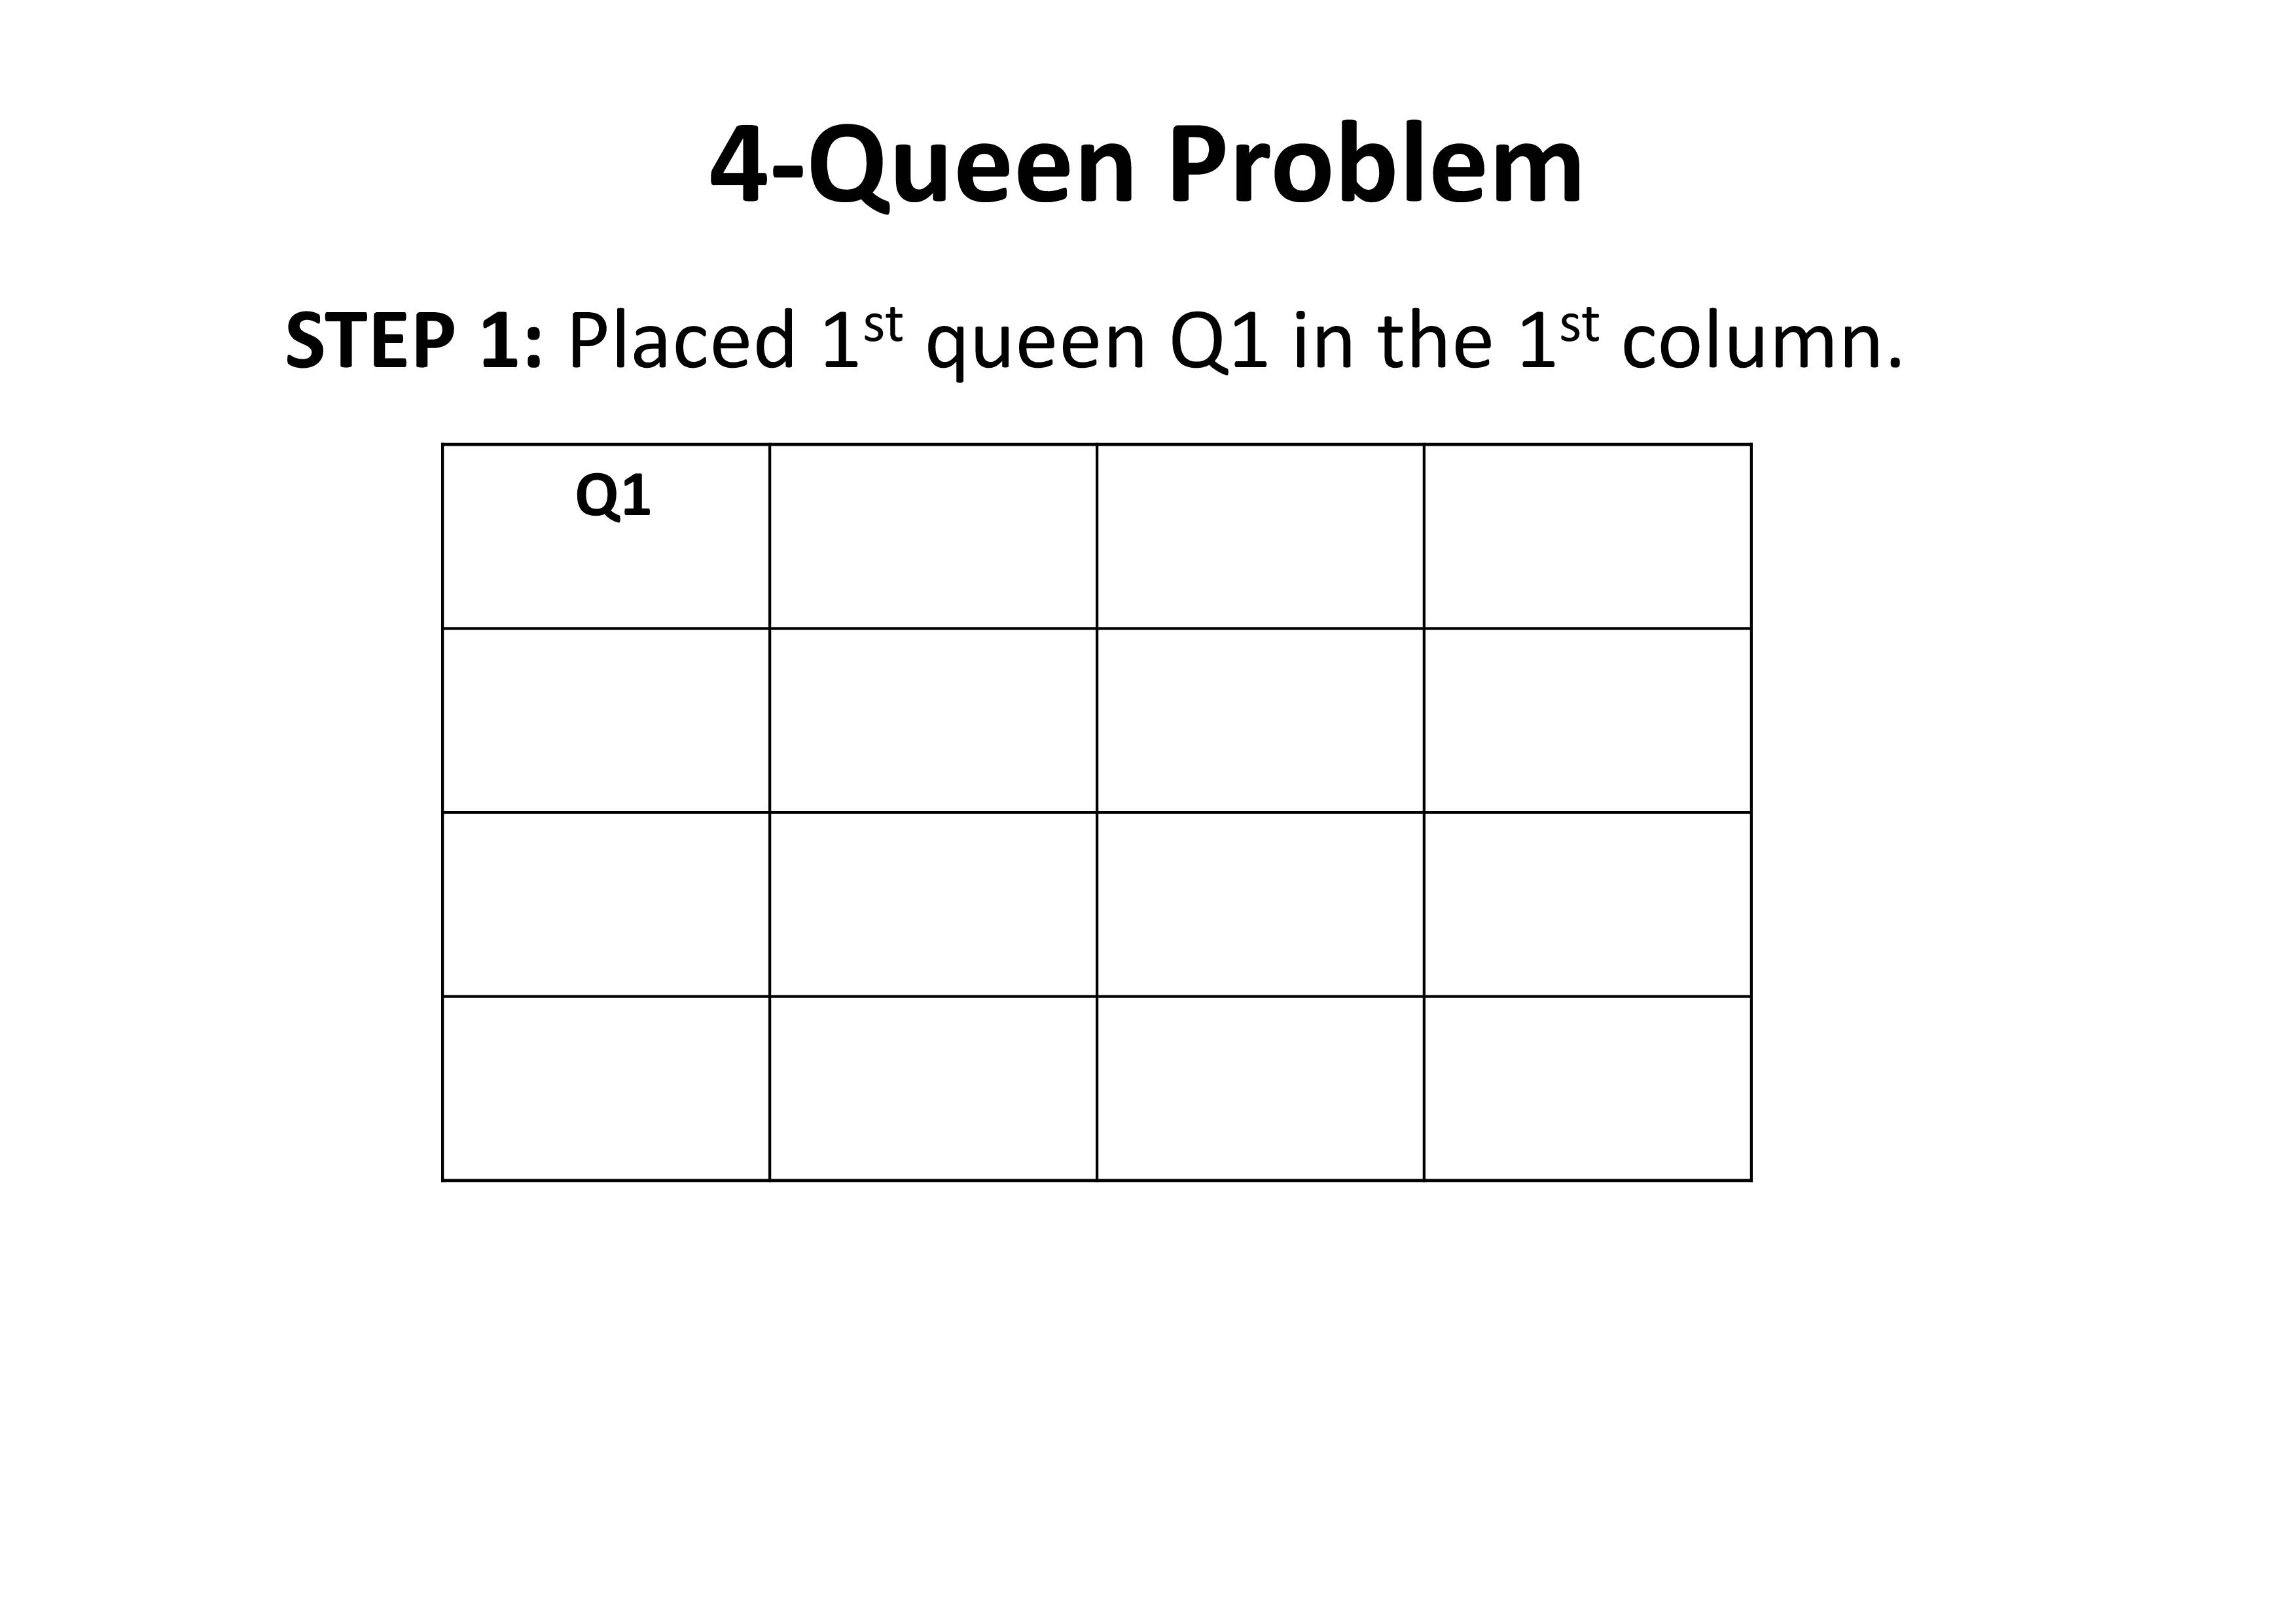 4-Queen Problem
STEP 1: Placed 1st queen Q1 in the 1st column.
Q1